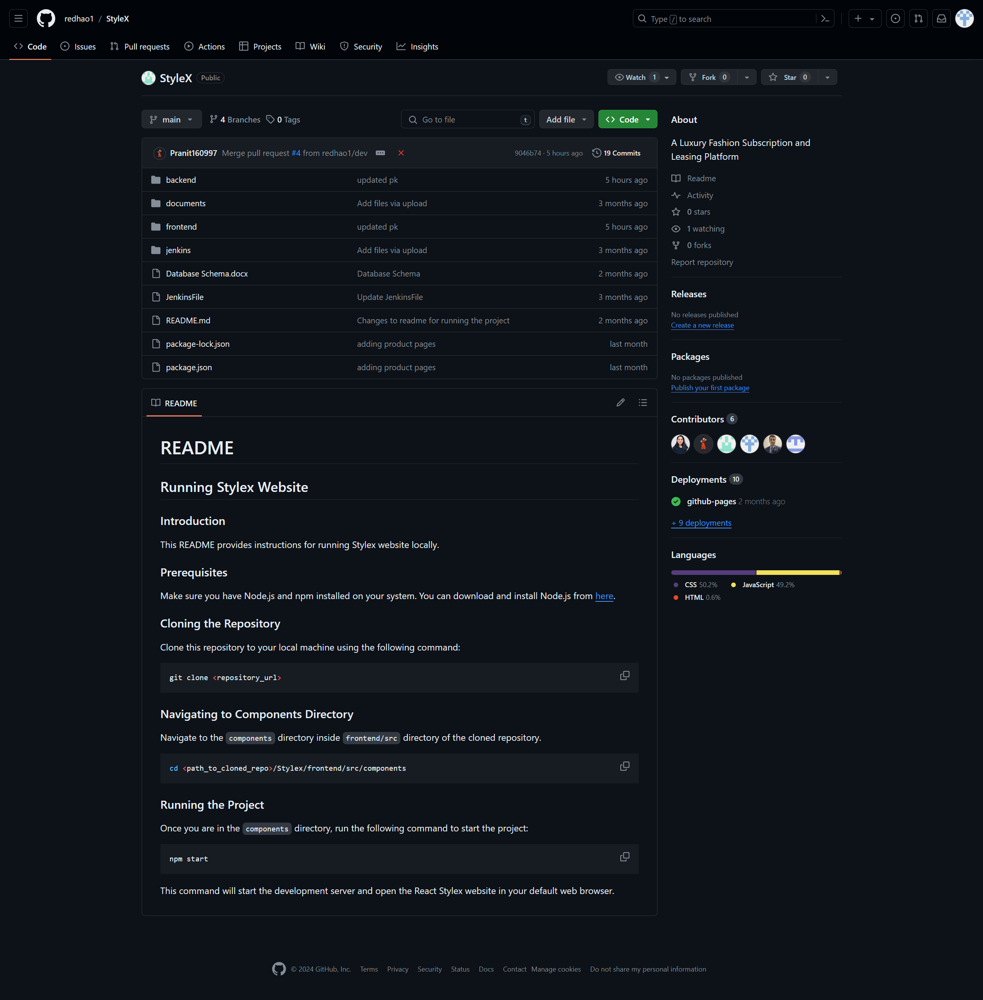 redhao1 / StyleX
Type / to search
Code Issues Pull requests Actions Projects Wiki Security Insights
StyleX Public
Watch 1 Fork 0 Star 0
main 4 Branches 0 Tags Go to file t Add file Code
Pranit160997 Merge pull request #4 from redhao1/dev 9046b74 · 5 hours ago 19 Commits
backend updated pk 5 hours ago
documents Add files via upload 3 months ago
frontend updated pk 5 hours ago
jenkins Add files via upload 3 months ago
Database Schema.docx Database Schema 2 months ago
JenkinsFile Update JenkinsFile 3 months ago
README.md Changes to readme for running the project 2 months ago
package-lock.json adding product pages last month
package.json adding product pages last month
README
README
Running Stylex Website
Introduction
This README provides instructions for running Stylex website locally.
Prerequisites
Make sure you have Node.js and npm installed on your system. You can download and install Node.js from here.
Cloning the Repository
Clone this repository to your local machine using the following command:
git clone <repository_url>
Navigating to Components Directory
Navigate to the components directory inside frontend/src directory of the cloned repository.
cd <path_to_cloned_repo>/Stylex/frontend/src/components
Running the Project
Once you are in the components directory, run the following command to start the project:
npm start
This command will start the development server and open the React Stylex website in your default web browser.
About
A Luxury Fashion Subscription and
Leasing Platform
Readme
Activity
0 stars
1 watching
0 forks
Report repository
Releases
No releases published
Create a new release
Packages
No packages published
Publish your first package
Contributors 6
Deployments 10
github-pages 2 months ago
+ 9 deployments
Languages
CSS 50.2% JavaScript 49.2%
HTML 0.6%
© 2024 GitHub, Inc. Terms Privacy Security Status Docs Contact Manage cookies Do not share my personal information